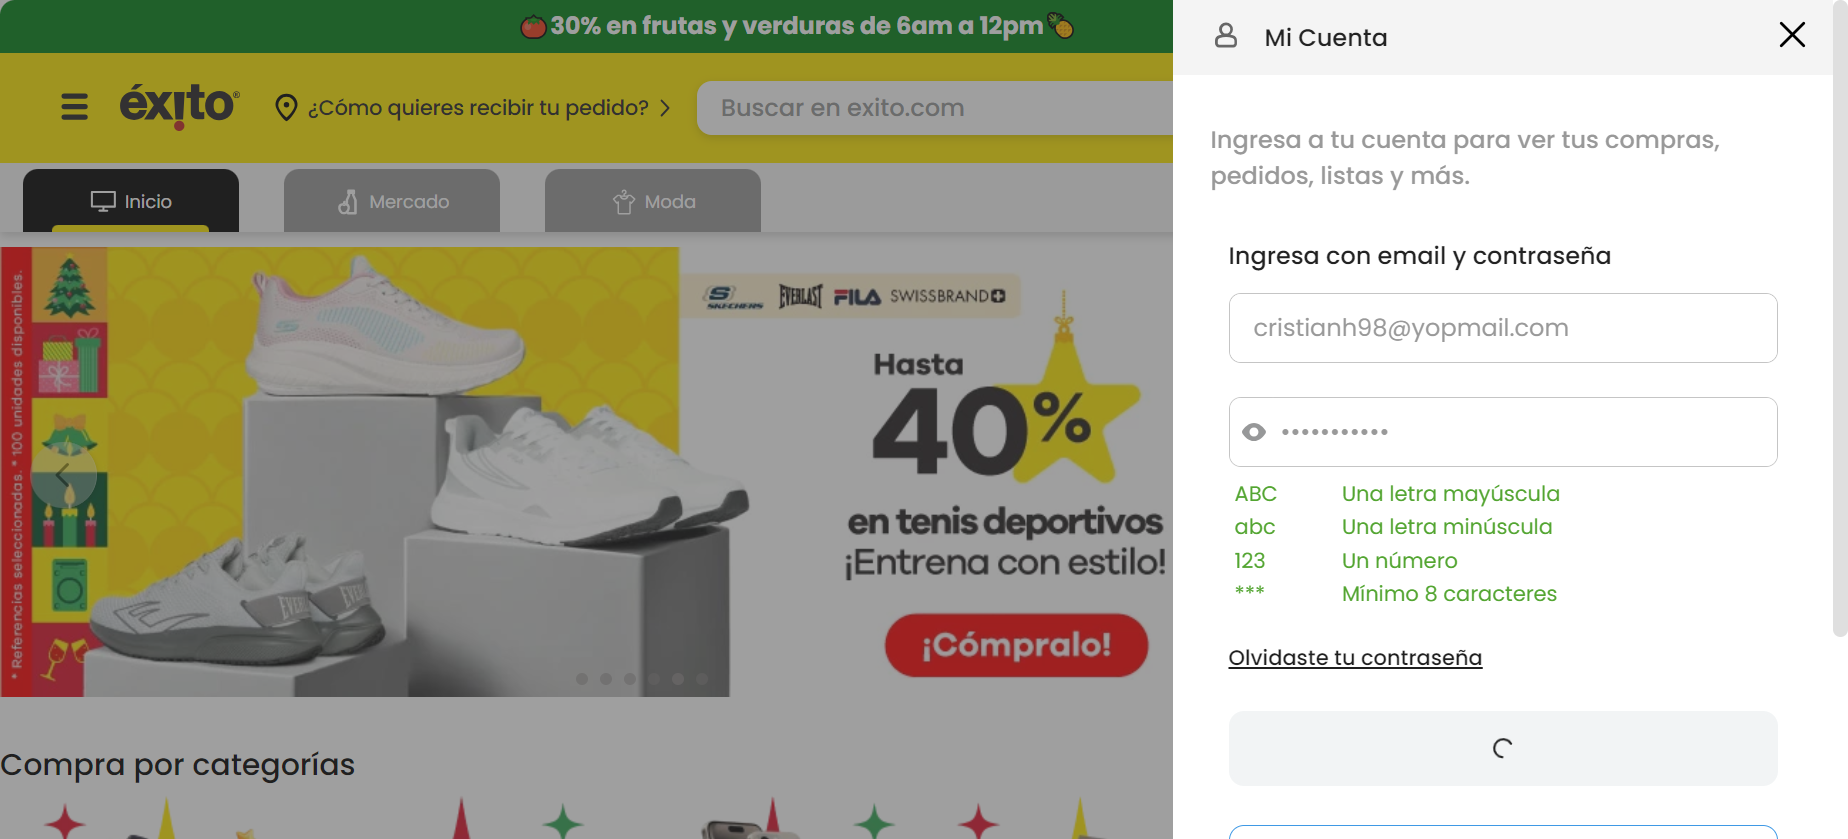 30% en frutas y verduras de 6am a 12pm
éxito®
¿Cómo quieres recibir tu pedido?
Buscar en exito.com
Inicio
Mercado
Moda
* Referencias seleccionadas. * 100 unidades disponibles.
SKECHERS
EVERLAST
FILA
SWISSBRAND
Hasta
40%
en tenis deportivos
¡Entrena con estilo!
¡Cómpralo!
EVERLAST
EVERL
Compra por categorías
Mi Cuenta
Ingresa a tu cuenta para ver tus compras,
pedidos, listas y más.
Ingresa con email y contraseña
cristianh98@yopmail.com
•••••••••••
ABC Una letra mayúscula
abc Una letra minúscula
123 Un número
*** Mínimo 8 caracteres
Olvidaste tu contraseña